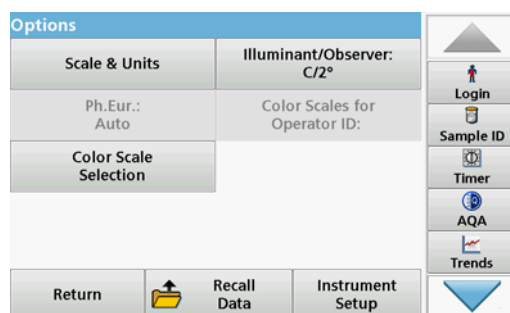 Options
Scale & Units
Illuminant/Observer:
C/2°
Ph.Eur.:
Auto
Color Scales for
Operator ID:
Color Scale
Selection
Return
Recall
Data
Instrument
Setup
Login
Sample ID
Timer
AQA
Trends